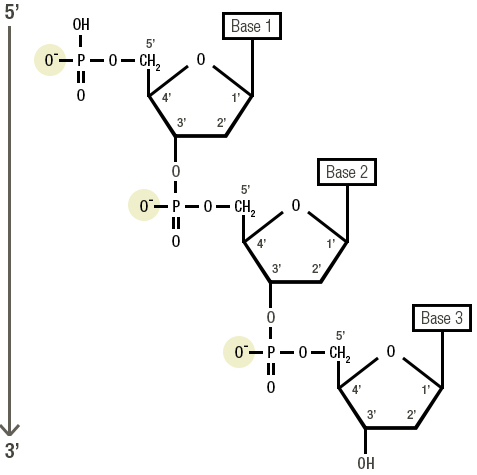 5'
OH
Base 1
5'
O⁻ P O CH₂ O
O
4' 1'
3' 2'
O
Base 2
5'
O⁻ P O CH₂ O
O
4' 1'
3' 2'
O
Base 3
5'
O⁻ P O CH₂ O
O
4' 1'
3' 2'
3'
OH